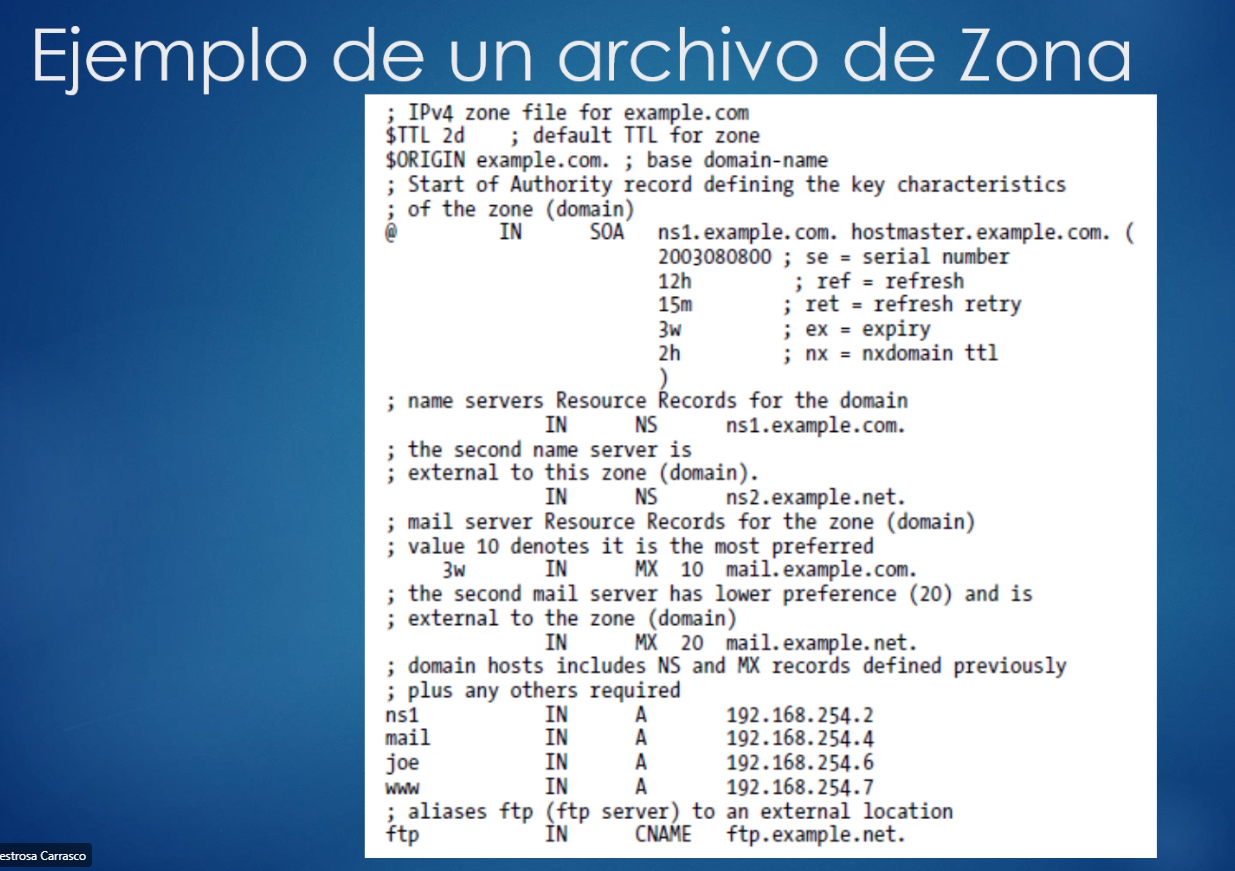 Ejemplo de un archivo de Zona
; IPv4 zone file for example.com
$TTL 2d ; default TTL for zone
$ORIGIN example.com. ; base domain-name
; Start of Authority record defining the key characteristics
; of the zone (domain)
@ IN SOA ns1.example.com. hostmaster.example.com. (
2003080800 ; se = serial number
12h ; ref = refresh
15m ; ret = refresh retry
3w ; ex = expiry
2h ; nx = nxdomain ttl
)
; name servers Resource Records for the domain
IN NS ns1.example.com.
; the second name server is
; external to this zone (domain).
IN NS ns2.example.net.
; mail server Resource Records for the zone (domain)
; value 10 denotes it is the most preferred
3w IN MX 10 mail.example.com.
; the second mail server has lower preference (20) and is
; external to the zone (domain)
IN MX 20 mail.example.net.
; domain hosts includes NS and MX records defined previously
; plus any others required
ns1 IN A 192.168.254.2
mail IN A 192.168.254.4
joe IN A 192.168.254.6
www IN A 192.168.254.7
; aliases ftp (ftp server) to an external location
ftp IN CNAME ftp.example.net.
estrosa Carrasco